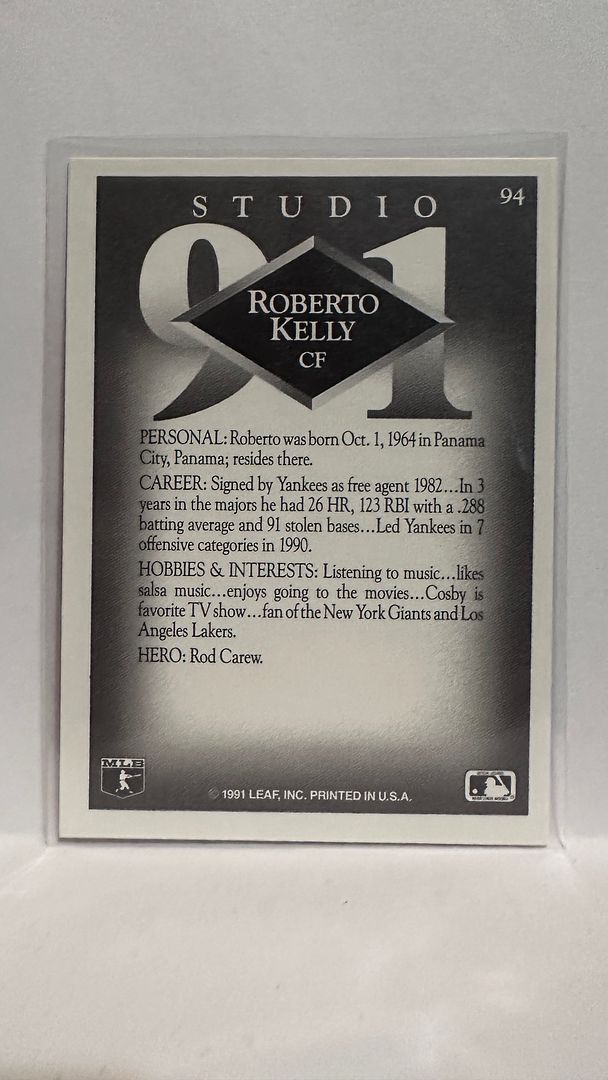 STUDIO
94
91
ROBERTO
KELLY
CF
PERSONAL: Roberto was born Oct. 1, 1964 in Panama
City, Panama; resides there.
CAREER: Signed by Yankees as free agent 1982...In 3
years in the majors he had 26 HR, 123 RBI with a .288
batting average and 91 stolen bases...Led Yankees in 7
offensive categories in 1990.
HOBBIES & INTERESTS: Listening to music...likes
salsa music...enjoys going to the movies...Cosby is
favorite TV show...fan of the New York Giants and Los
Angeles Lakers.
HERO: Rod Carew.
MLB
© 1991 LEAF, INC. PRINTED IN U.S.A.